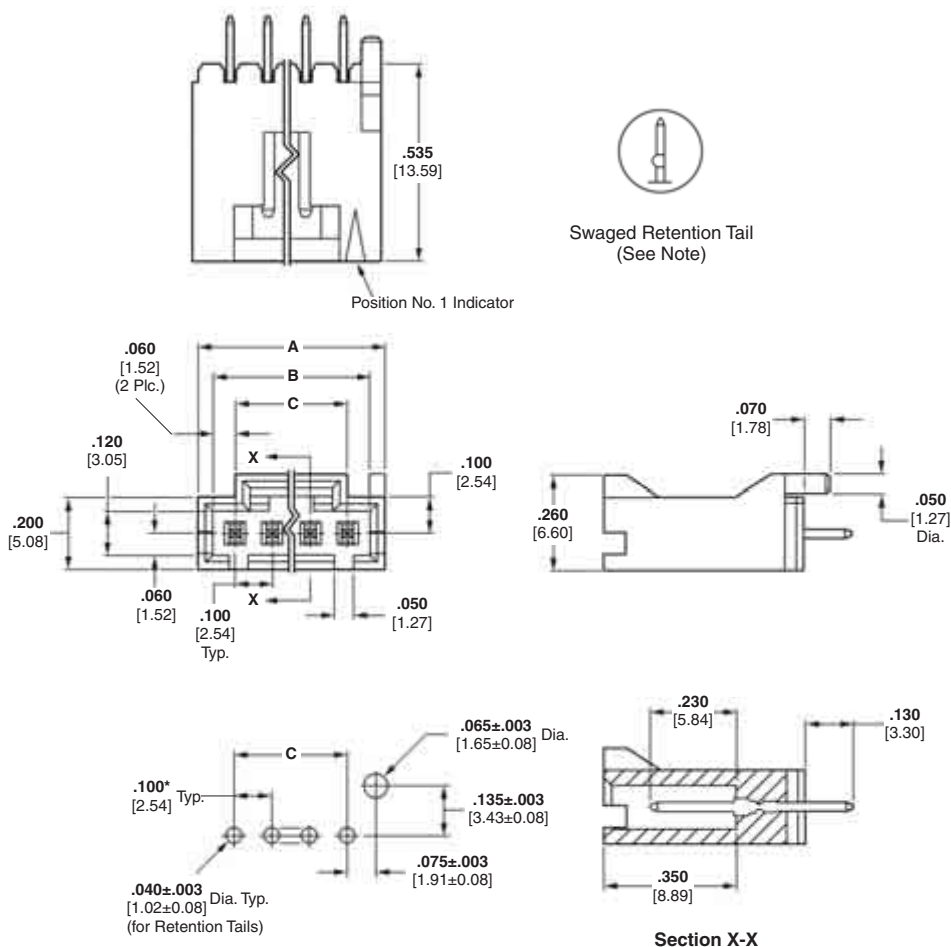 .535
[13.59]
Swaged Retention Tail
(See Note)
Position No. 1 Indicator
A
B
C
.060
[1.52]
(2 Plc.)
.120
[3.05]
X
.100
[2.54]
.200
[5.08]
.060
[1.52]
X
.100
[2.54]
Typ.
.050
[1.27]
.070
[1.78]
.260
[6.60]
.050
[1.27]
Dia.
C
.065±.003
[1.65±0.08] Dia.
.100*
[2.54] Typ.
.135±.003
[3.43±0.08]
.075±.003
[1.91±0.08]
.040±.003
[1.02±0.08] Dia. Typ.
(for Retention Tails)
.230
[5.84]
.130
[3.30]
.350
[8.89]
Section X-X